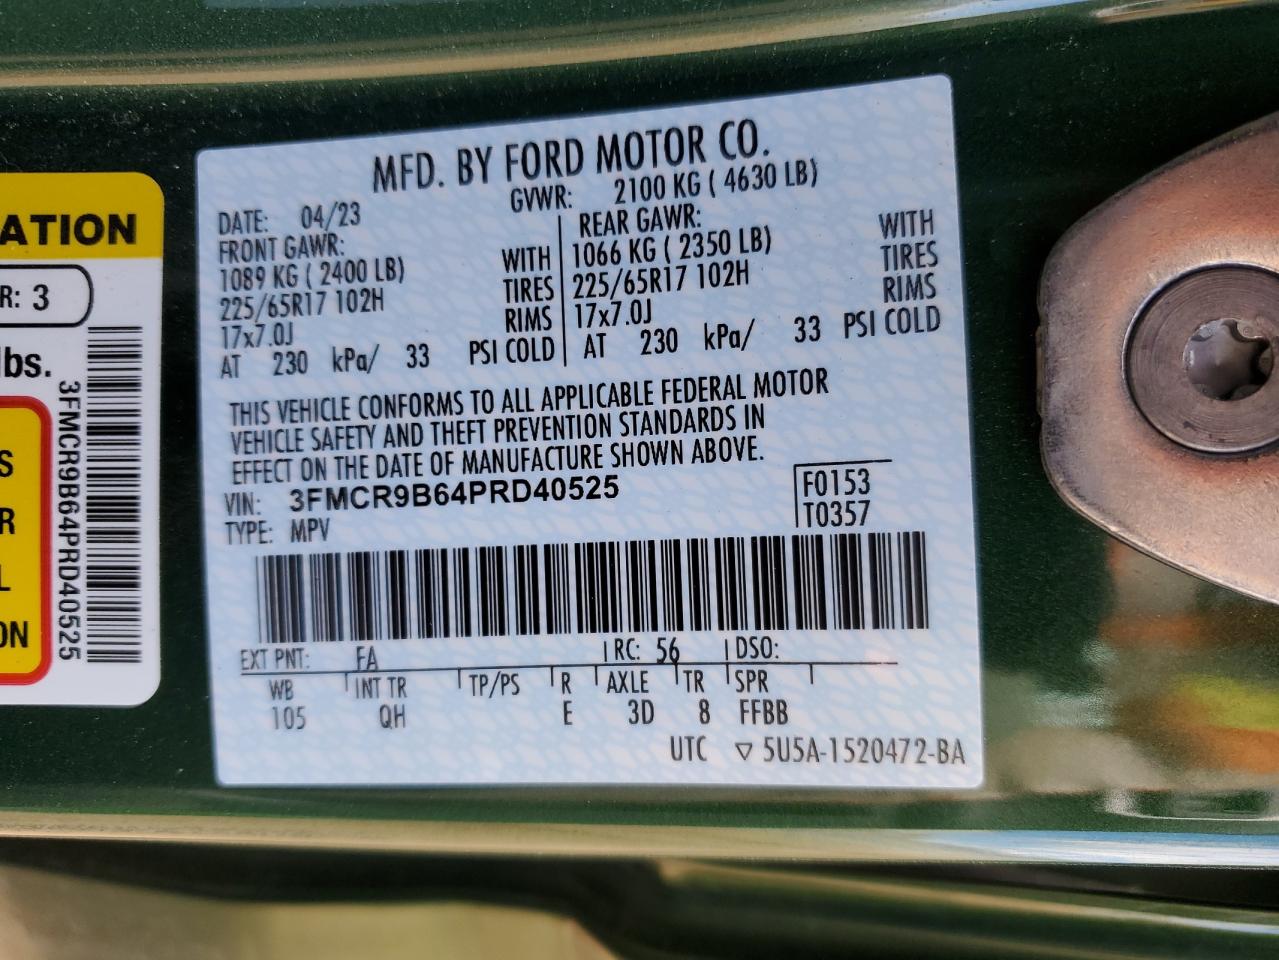 ATION
R: 3
lbs.
S
R
L
ON
3FMCR9B64PRD40525
MFD. BY FORD MOTOR CO.
DATE: 04/23 GVWR: 2100 KG ( 4630 LB)
FRONT GAWR: REAR GAWR:
1089 KG ( 2400 LB) WITH 1066 KG ( 2350 LB) WITH
225/65R17 102H TIRES 225/65R17 102H TIRES
17x7.0J RIMS 17x7.0J RIMS
AT 230 kPa/ 33 PSI COLD AT 230 kPa/ 33 PSI COLD
THIS VEHICLE CONFORMS TO ALL APPLICABLE FEDERAL MOTOR
VEHICLE SAFETY AND THEFT PREVENTION STANDARDS IN
EFFECT ON THE DATE OF MANUFACTURE SHOWN ABOVE.
VIN: 3FMCR9B64PRD40525 F0153
TYPE: MPV T0357
EXT PNT: FA RC: 56 DSO:
WB INT TR TP/PS R AXLE TR SPR
105 QH E 3D 8 FFBB
UTC ▽ 5U5A-1520472-BA